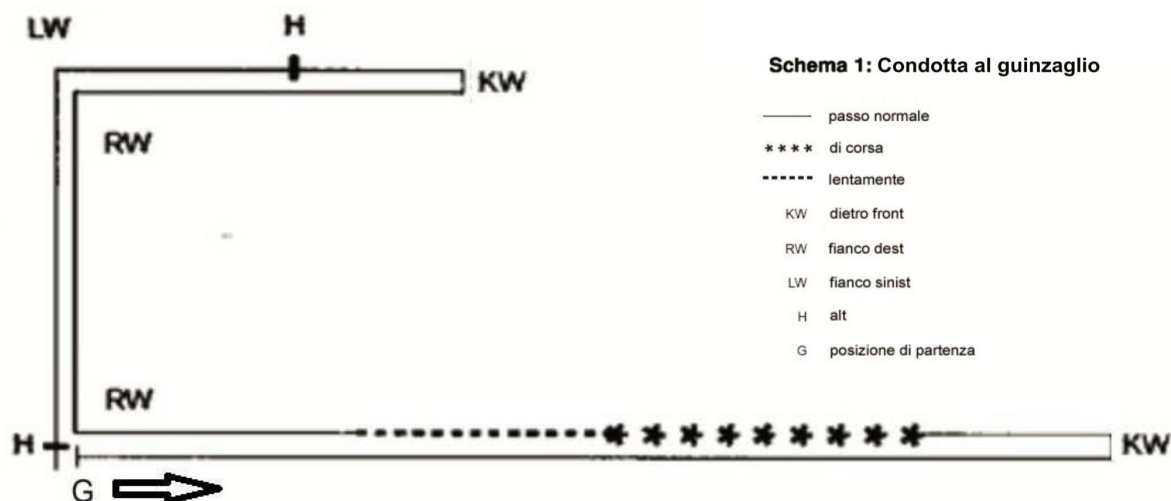 LW
H
KW
RW
RW
H
KW
G
Schema 1: Condotta al guinzaglio
passo normale
**** di corsa
lentamente
KW dietro front
RW fianco dest
LW fianco sinist
H alt
G posizione di partenza